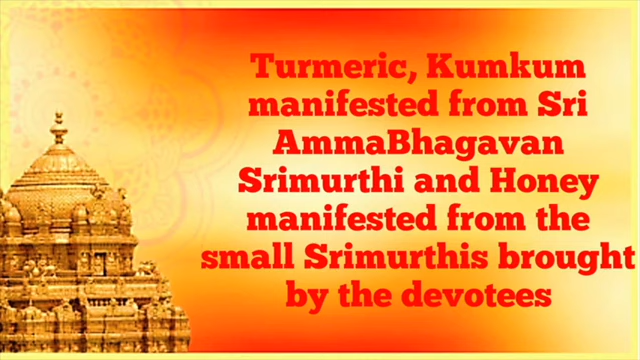 Turmeric, Kumkum
manifested from Sri
AmmaBhagavan
Srimurthi and Honey
manifested from the
small Srimurthis brought
by the devotees